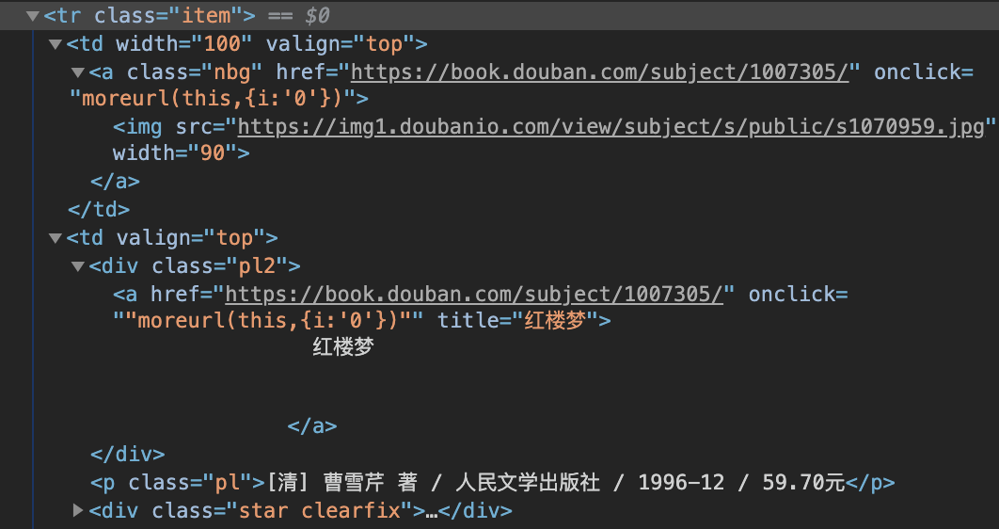 <tr class="item"> == $0
<td width="100" valign="top">
<a class="nbg" href="https://book.douban.com/subject/1007305/" onclick=
"moreurl(this,{i:'0'})">
<img src="https://img1.doubanio.com/view/subject/s/public/s1070959.jpg"
width="90">
</a>
</td>
<td valign="top">
<div class="pl2">
<a href="https://book.douban.com/subject/1007305/" onclick=
""moreurl(this,{i:'0'})"" title="红楼梦">
红楼梦
</a>
</div>
<p class="pl">[清] 曹雪芹 著 / 人民文学出版社 / 1996-12 / 59.70元</p>
<div class="star clearfix">…</div>